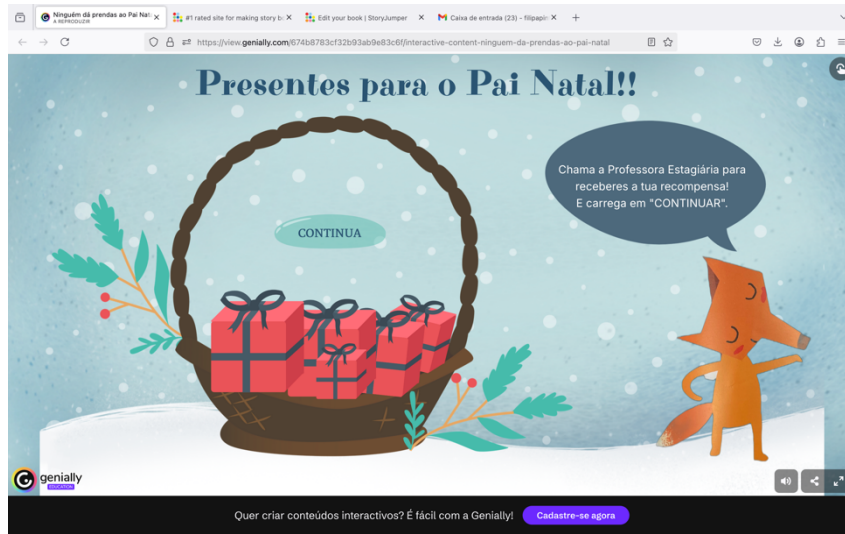 Ninguém dá prendas ao Pai Nat
A REPRODUZIR
#1 rated site for making story b
Edit your book | StoryJumper
Caixa de entrada (23) – filipapin
https://view.genially.com/674b8783cf32b93ab9e83c6f/interactive-content-ninguem-da-prendas-ao-pai-natal
Presentes para o Pai Natal!!
Chama a Professora Estagiária para
receberes a tua recompensa!
E carrega em "CONTINUAR".
CONTINUA
genially
EDUCATION
Quer criar conteúdos interactivos? É fácil com a Genially!
Cadastre-se agora